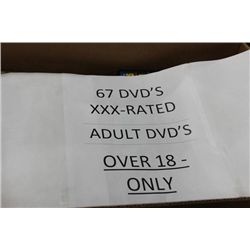 67 DVD'S
XXX-RATED
ADULT DVD'S
OVER 18 -
ONLY